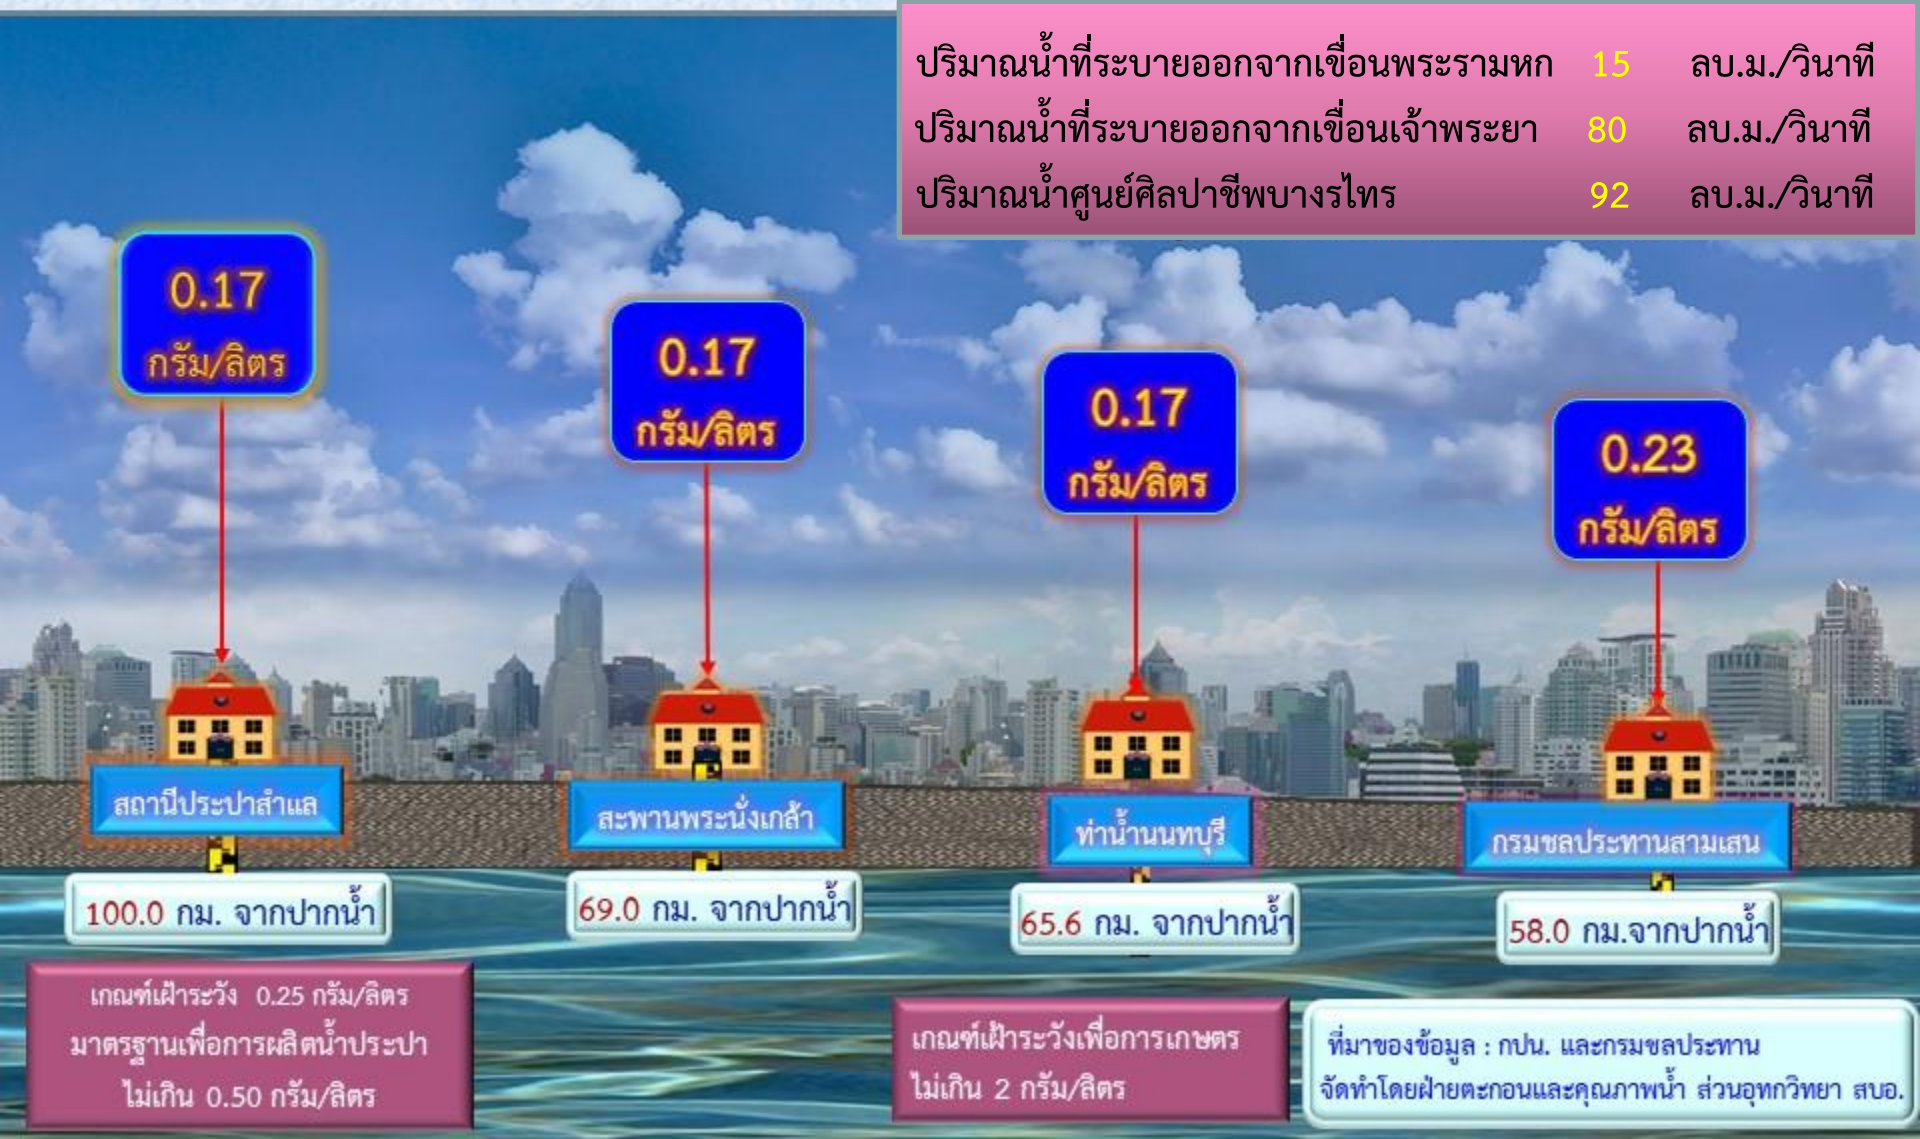 ปริมาณน้ำที่ระบายออกจากเขื่อนพระรามหก 15 ลบ.ม./วินาที
ปริมาณน้ำที่ระบายออกจากเขื่อนเจ้าพระยา 80 ลบ.ม./วินาที
ปริมาณน้ำศูนย์ศิลปาชีพบางรไทร 92 ลบ.ม./วินาที
0.17
กรัม/ลิตร
0.17
กรัม/ลิตร
0.17
กรัม/ลิตร
0.23
กรัม/ลิตร
สถานีประปาสำแล
สะพานพระนั่งเกล้า
ท่าน้ำนนทบุรี
กรมชลประทานสามเสน
100.0 กม. จากปากน้ำ
69.0 กม. จากปากน้ำ
65.6 กม. จากปากน้ำ
58.0 กม.จากปากน้ำ
เกณฑ์เฝ้าระวัง 0.25 กรัม/ลิตร
มาตรฐานเพื่อการผลิตน้ำประปา
ไม่เกิน 0.50 กรัม/ลิตร
เกณฑ์เฝ้าระวังเพื่อการเกษตร
ไม่เกิน 2 กรัม/ลิตร
ที่มาของข้อมูล : กปน. และกรมชลประทาน
จัดทำโดยฝ่ายตะกอนและคุณภาพน้ำ ส่วนอุทกวิทยา สบอ.